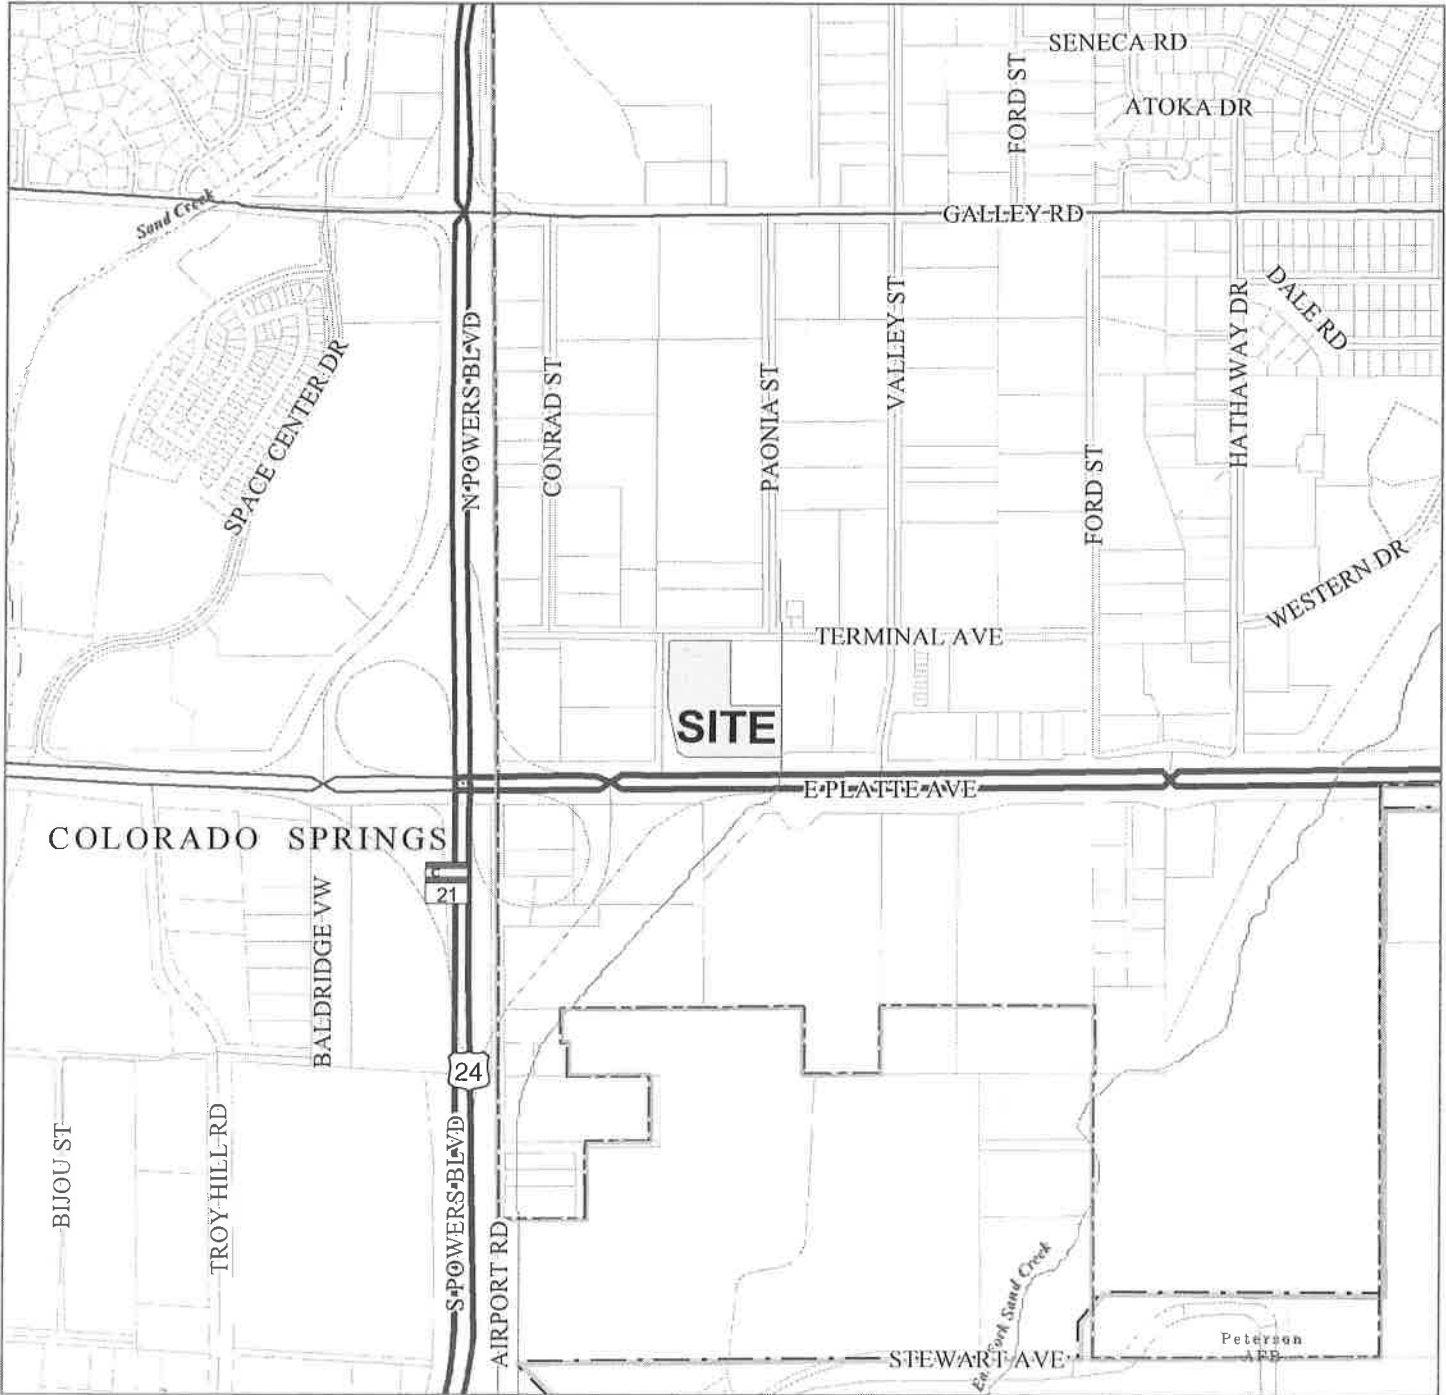 SENECA RD
FORD ST
ATOKA DR
Sand Creek
GALLEY RD
DALE RD
SPACE CENTER DR
N POWERS BLVD
CONRAD ST
PAONIA ST
VALLEY ST
FORD ST
HATHAWAY DR
WESTERN DR
TERMINAL AVE
SITE
E PLATTE AVE
COLORADO SPRINGS
21
BALDRIDGE VW
24
BIJOU ST
TROY HILL RD
S POWERS BLVD
AIRPORT RD
Fork Sand Creek
Peterson
AFB
STEWART AVE